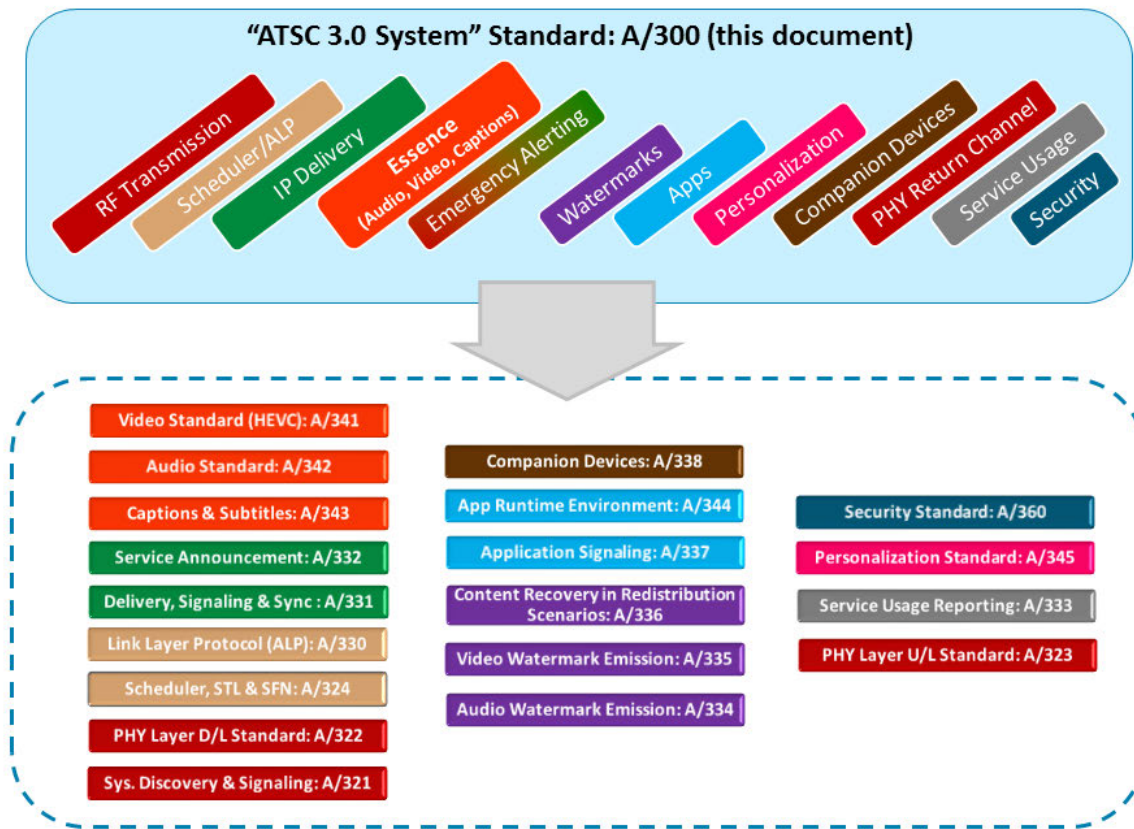 “ATSC 3.0 System” Standard: A/300 (this document)
RF Transmission
Scheduler/ALP
IP Delivery
Essence
(Audio, Video, Captions)
Emergency Alerting
Watermarks
Apps
Personalization
Companion Devices
PHY Return Channel
Service Usage
Security
Video Standard (HEVC): A/341
Audio Standard: A/342
Captions & Subtitles: A/343
Service Announcement: A/332
Delivery, Signaling & Sync : A/331
Link Layer Protocol (ALP): A/330
Scheduler, STL & SFN: A/324
PHY Layer D/L Standard: A/322
Sys. Discovery & Signaling: A/321
Companion Devices: A/338
App Runtime Environment: A/344
Application Signaling: A/337
Content Recovery in Redistribution
Scenarios: A/336
Video Watermark Emission: A/335
Audio Watermark Emission: A/334
Security Standard: A/360
Personalization Standard: A/345
Service Usage Reporting: A/333
PHY Layer U/L Standard: A/323